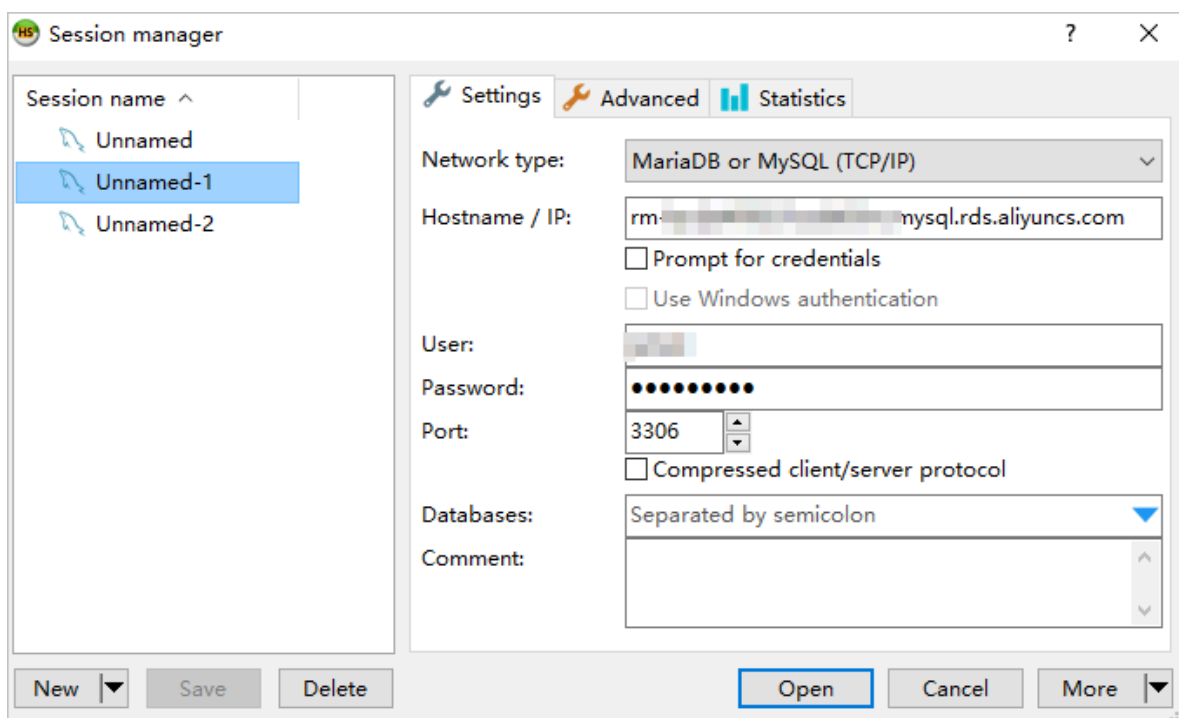 HS Session manager ?
Session name
Unnamed
Unnamed-1
Unnamed-2
Settings Advanced Statistics
Network type: MariaDB or MySQL (TCP/IP)
Hostname / IP: rm- mysql.rds.aliyuncs.com
Prompt for credentials
Use Windows authentication
User:
Password: ●●●●●●●●●
Port: 3306
Compressed client/server protocol
Databases: Separated by semicolon
Comment:
New Save Delete Open Cancel More